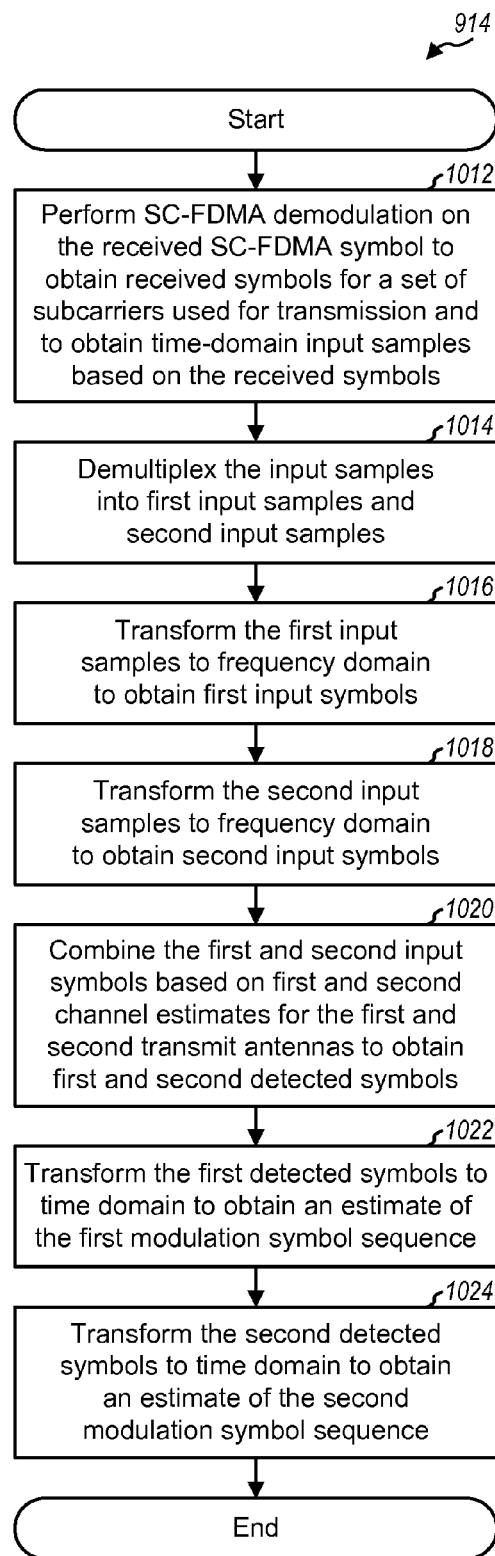 914
Start
1012
Perform SC-FDMA demodulation on
the received SC-FDMA symbol to
obtain received symbols for a set of
subcarriers used for transmission and
to obtain time-domain input samples
based on the received symbols
1014
Demultiplex the input samples
into first input samples and
second input samples
1016
Transform the first input
samples to frequency domain
to obtain first input symbols
1018
Transform the second input
samples to frequency domain
to obtain second input symbols
1020
Combine the first and second input
symbols based on first and second
channel estimates for the first and
second transmit antennas to obtain
first and second detected symbols
1022
Transform the first detected symbols to
time domain to obtain an estimate of
the first modulation symbol sequence
1024
Transform the second detected
symbols to time domain to obtain
an estimate of the second
modulation symbol sequence
End